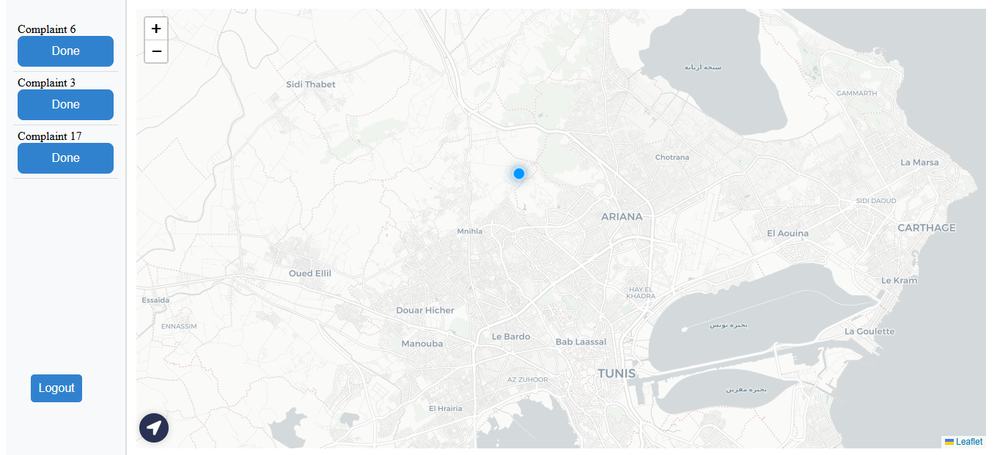 Complaint 6
Done
Complaint 3
Done
Complaint 17
Done
Logout
+
−
سبخة أريانة
Sidi Thabet
GAMMARTH
Chotrana
La Marsa
SIDI DAOUD
ARIANA
CARTHAGE
Mnihla
El Aouina
Oued Ellil
Le Kram
Essaida
HAY EL
KHADRA
Douar Hicher
ENNASSIM
بحيرة تونس
La Goulette
Le Bardo
Manouba
Bab Laassal
TUNIS
AZ ZUHOOR
بحيرة مقرين
El Hrairia
Leaflet